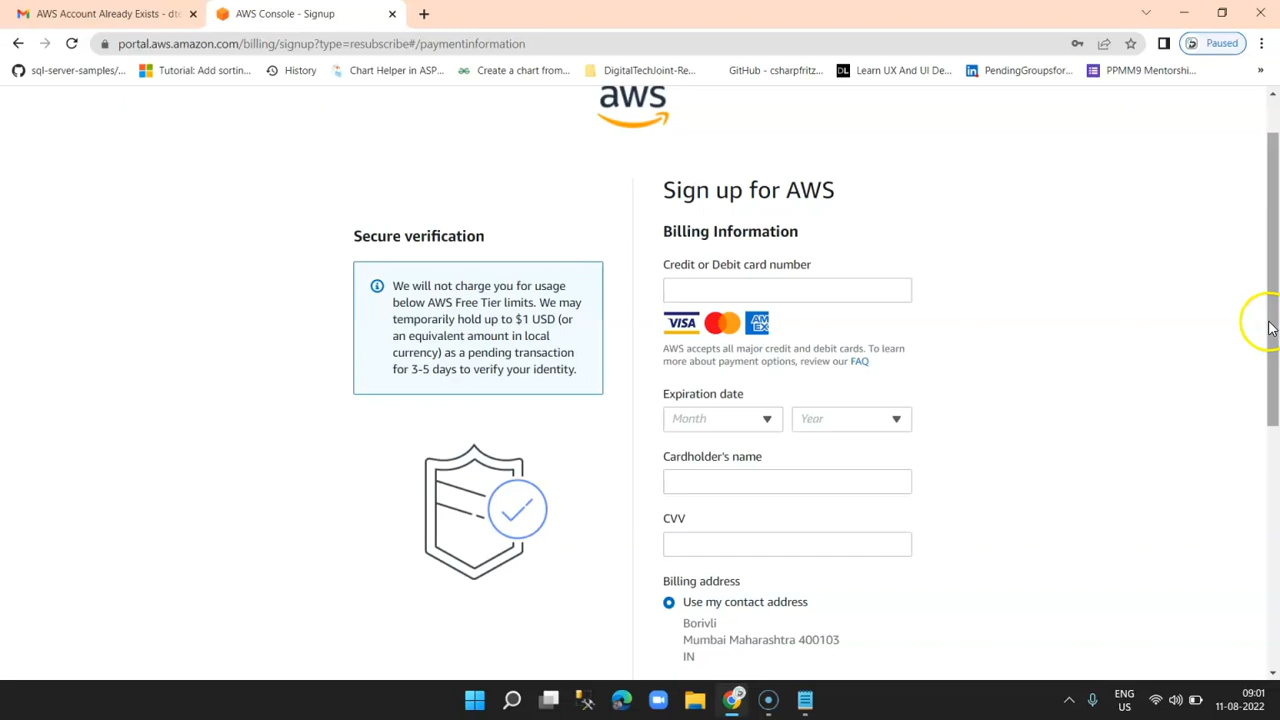 AWS Account Already Exists - dte
AWS Console - Signup
portal.aws.amazon.com/billing/signup?type=resubscribe#/paymentinformation
Paused
sql-server-samples/...
Tutorial: Add sortin...
History
Chart Helper in ASP...
Create a chart from...
DigitalTechJoint-Re...
GitHub - csharpfritz...
DL
Learn UX And UI De...
PendingGroupsfor...
PPMM9 Mentorshi...
»
aws
Sign up for AWS
Secure verification
We will not charge you for usage
below AWS Free Tier limits. We may
temporarily hold up to $1 USD (or
an equivalent amount in local
currency) as a pending transaction
for 3-5 days to verify your identity.
Billing Information
Credit or Debit card number
VISA
AM
EX
AWS accepts all major credit and debit cards. To learn
more about payment options, review our FAQ
Expiration date
Month
Year
Cardholder's name
CVV
Billing address
Use my contact address
Borivli
Mumbai Maharashtra 400103
IN
ENG
US
09:01
11-08-2022